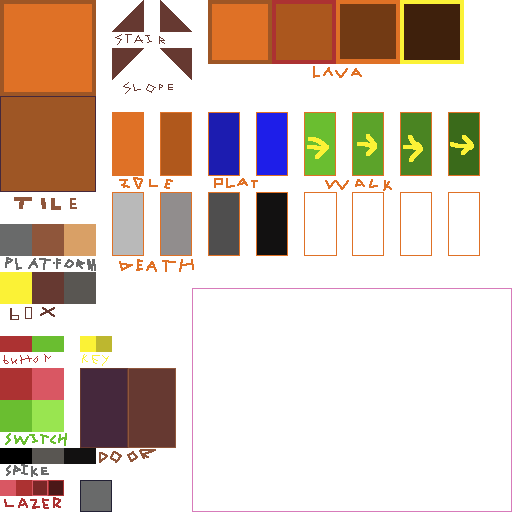 STAIR
SLOPE
LAVA
IDLE PLAT WALK
TILE
DEATH
PLATFORM
BOX
buttON
KEY
SWITCH
DOOR
SPIKE
LAZER